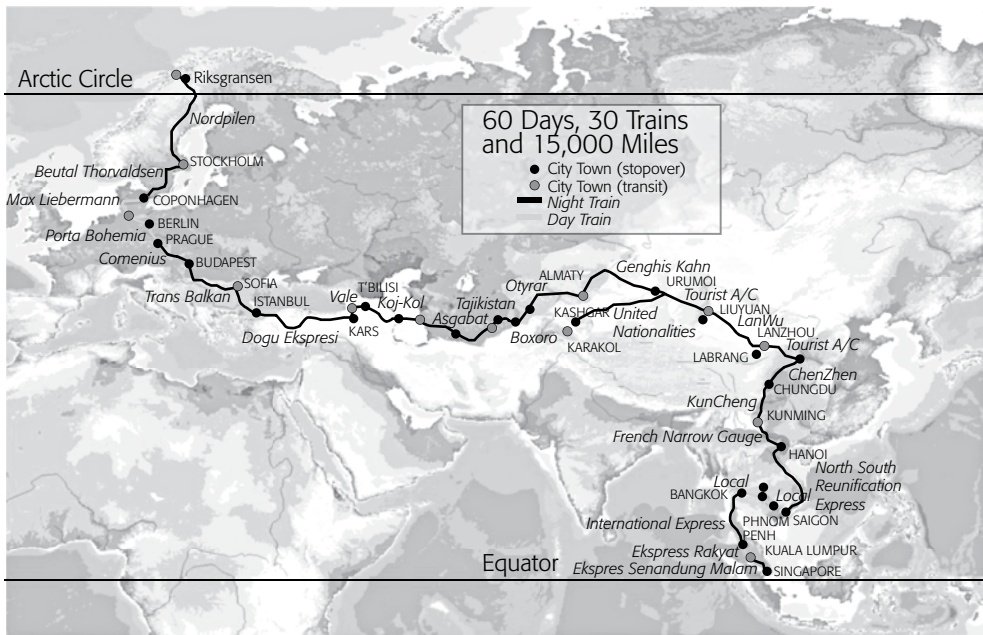 Arctic Circle
Riksgransen
Nordpilen
60 Days, 30 Trains
and 15,000 Miles
City Town (stopover)
City Town (transit)
Night Train
Day Train
STOCKHOLM
Beutal Thorvaldsen
Max Liebermann
COPONHAGEN
BERLIN
Porta Bohemia
PRAGUE
Comenius
BUDAPEST
Trans Balkan
SOFIA
ISTANBUL
Dogu Ekspresi
Vale
T'BILISI
KARS
Koj-Kol
Asgabat
Tajikistan
Otyrar
Boxoro
ALMATY
KASHGAR
KARAKOL
Genghis Kahn
URUMOI
United
Nationalities
Tourist A/C
LIUYUAN
LanWu
LANZHOU
Tourist A/C
LABRANG
ChenZhen
CHUNGDU
KunCheng
KUNMING
French Narrow Gauge
HANOI
North South
Reunification
Express
Local
BANGKOK
Local
International Express
PHNOM
PENH
SAIGON
Ekspress Rakyat
KUALA LUMPUR
Equator
Ekspres Senandung Malam
SINGAPORE